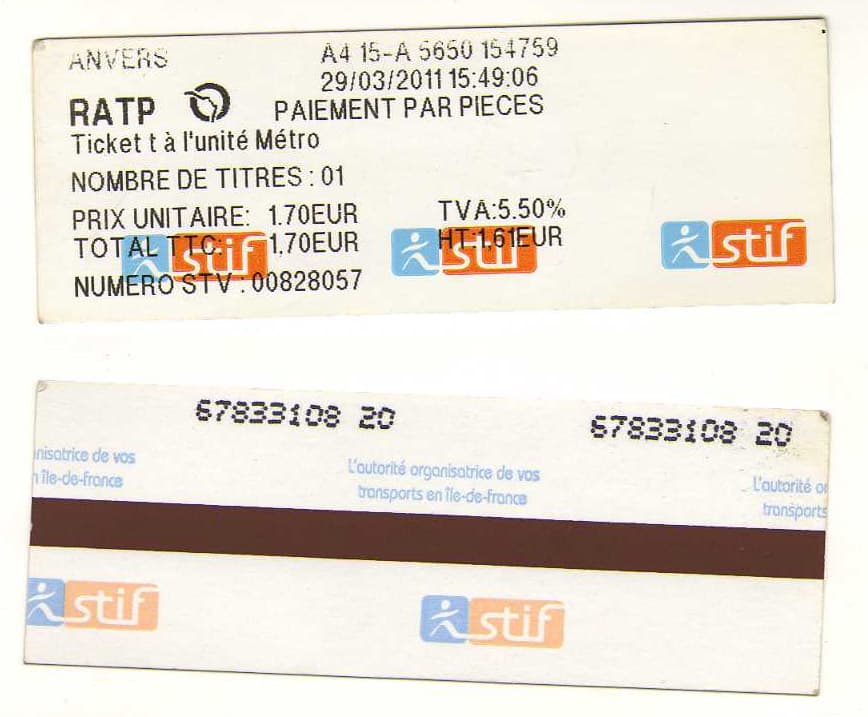 ANVERS A4 15-A 5650 154759
29/03/2011 15:49:06
RATP PAIEMENT PAR PIECES
Ticket t à l'unité Métro
NOMBRE DE TITRES : 01
PRIX UNITAIRE: 1.70EUR TVA:5.50%
TOTAL TTC: 1,70EUR HT:1,61EUR
stif stif stif
NUMERO STV : 00828057
67833108 20 67833108 20
nisatrice de vos L'autorité organisatrice de vos L'autorité or
n île-de-france transports en île-de-france transports
stif stif